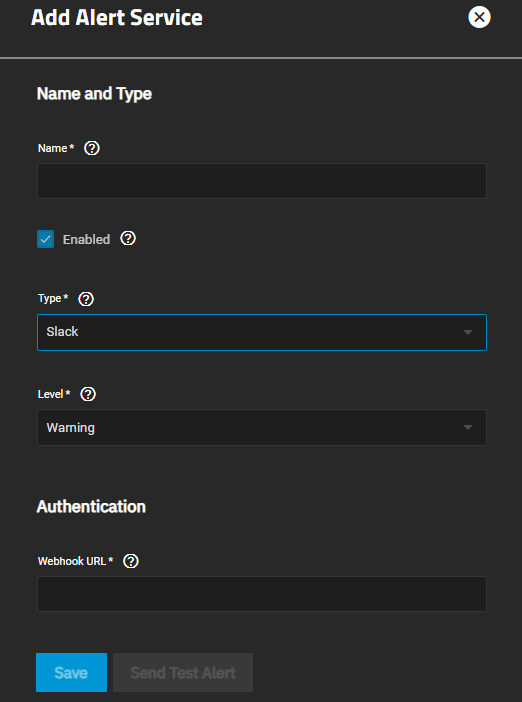 Add Alert Service
Name and Type
Name *
Enabled
Type *
Slack
Level *
Warning
Authentication
Webhook URL *
Save
Send Test Alert